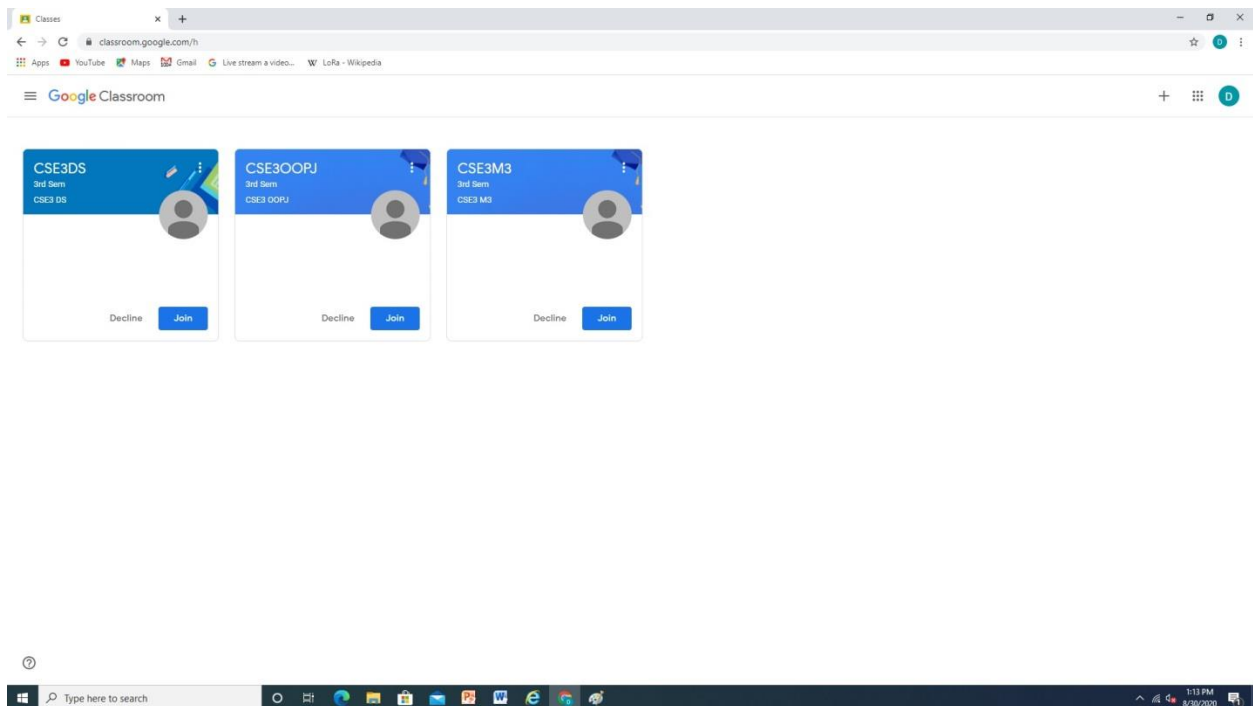 Classes
classroom.google.com/h
Apps YouTube Maps Gmail Live stream a video... LoRa - Wikipedia
Google Classroom
D
CSE3DS
3rd Sem
CSE3 DS
Decline Join
CSE3OOPJ
3rd Sem
CSE3 OOPJ
Decline Join
CSE3M3
3rd Sem
CSE3 M3
Decline Join
Type here to search
1:13 PM
8/30/2020